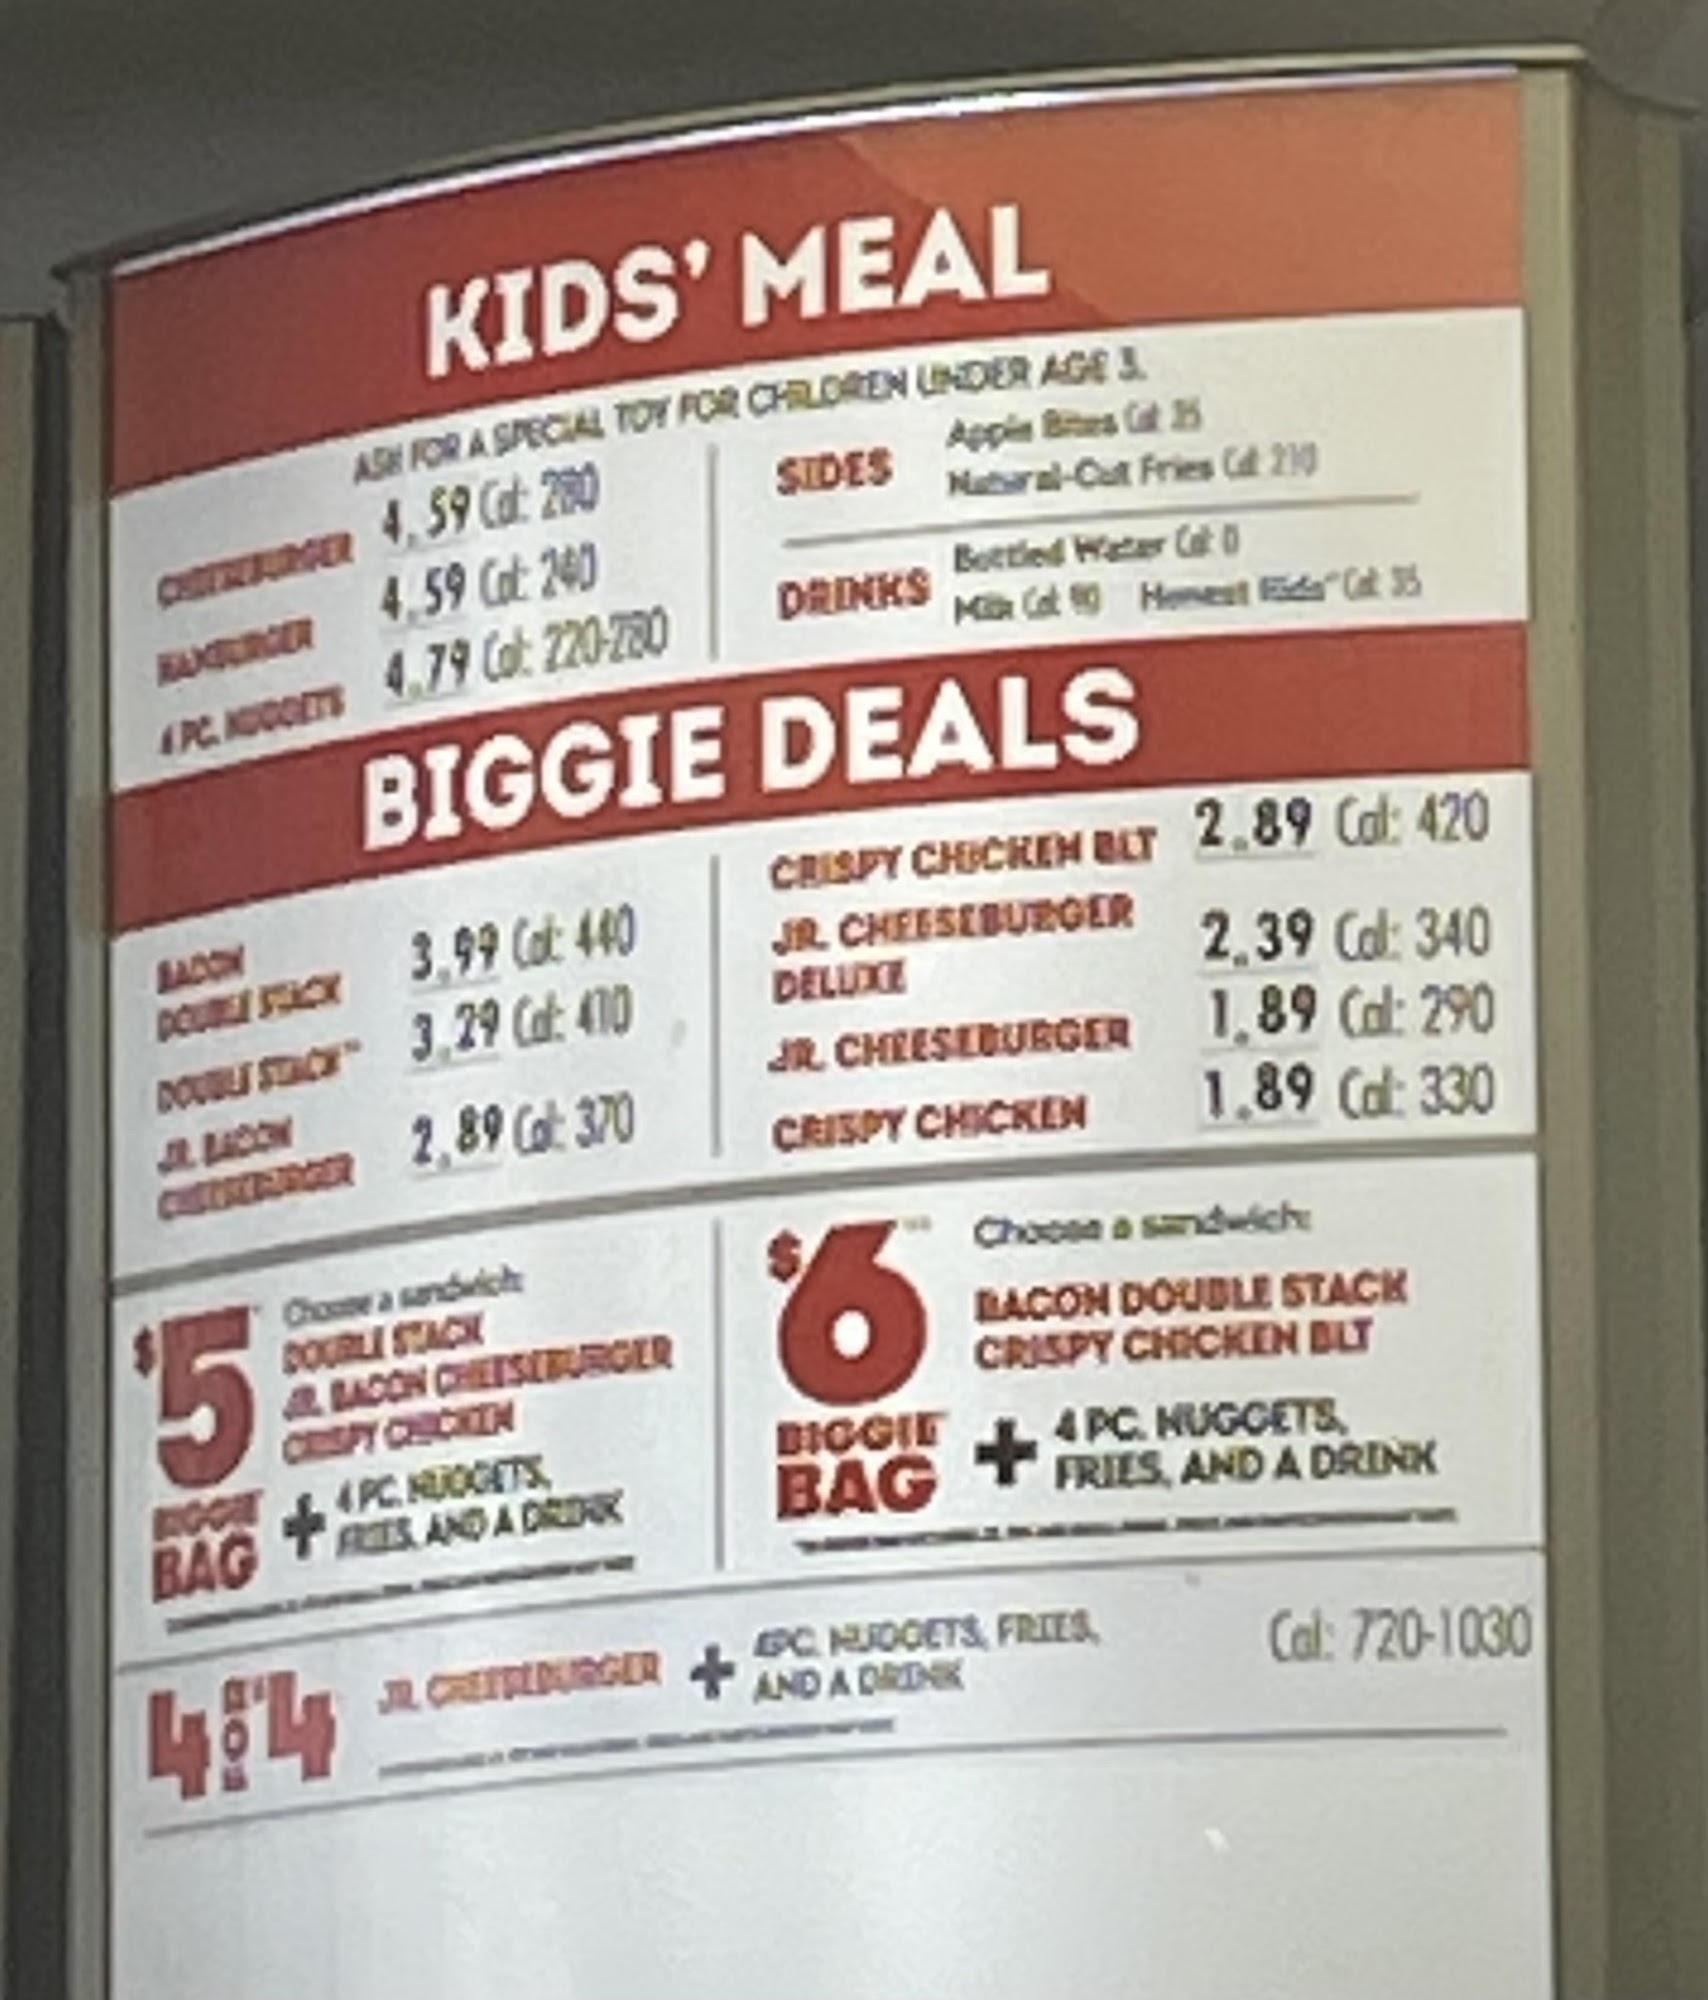 KIDS' MEAL
ASK FOR A SPECIAL TOY FOR CHILDREN UNDER AGE 3.
CHEESEBURGER 4.59 Cal: 280
HAMBURGER 4.59 Cal: 240
4 PC. NUGGETS 4.79 Cal: 220-280
SIDES
Apple Bites Cal: 35
Natural-Cut Fries Cal: 210
DRINKS
Bottled Water Cal: 0
Milk Cal: 90 Honest Kids™ Cal: 35
BIGGIE DEALS
BACON
DOUBLE STACK 3.99 Cal: 440
DOUBLE STACK™ 3.29 Cal: 410
JR. BACON
CHEESEBURGER 2.89 Cal: 370
CRISPY CHICKEN BLT 2.89 Cal: 420
JR. CHEESEBURGER
DELUXE 2.39 Cal: 340
JR. CHEESEBURGER 1.89 Cal: 290
CRISPY CHICKEN 1.89 Cal: 330
$5
BIGGIE
BAG
Choose a sandwich:
DOUBLE STACK
JR. BACON CHEESEBURGER
CRISPY CHICKEN
+ 4 PC. NUGGETS,
FRIES, AND A DRINK
$6
BIGGIE
BAG
Choose a sandwich:
BACON DOUBLE STACK
CRISPY CHICKEN BLT
+ 4 PC. NUGGETS,
FRIES, AND A DRINK
4 FOR $4
JR. CHEESEBURGER + 4PC. NUGGETS, FRIES,
AND A DRINK
Cal: 720-1030